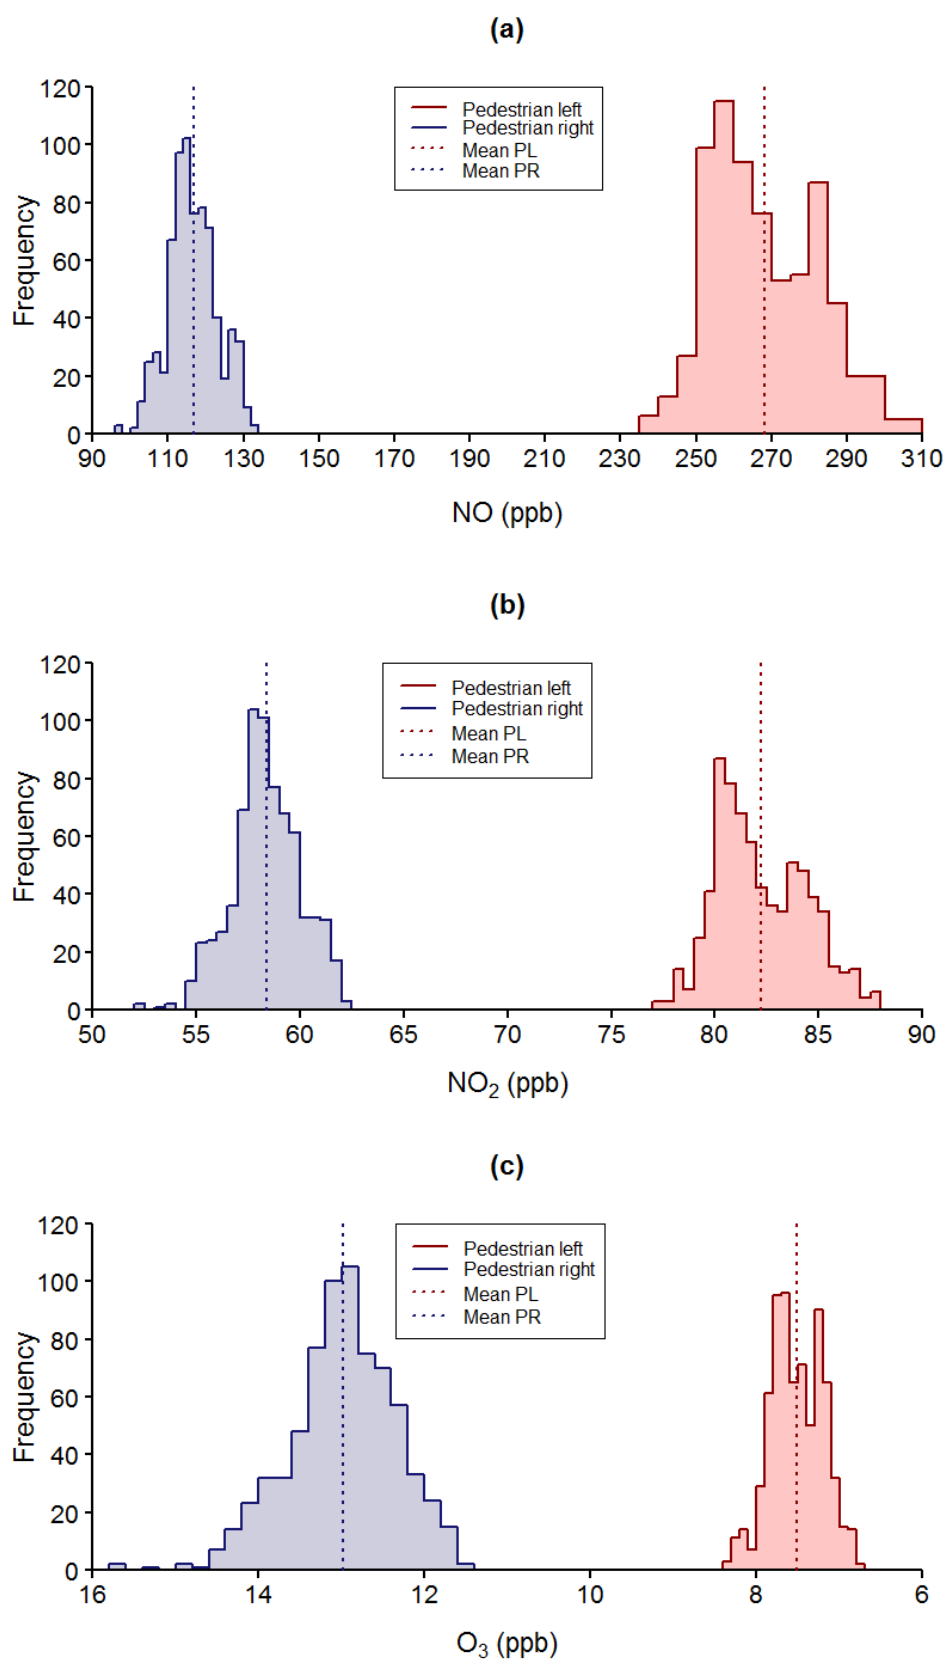 (a)
120
100
80
60
40
20
0
Frequency
Pedestrian left
Pedestrian right
Mean PL
Mean PR
90 110 130 150 170 190 210 230 250 270 290 310
NO (ppb)
(b)
120
100
80
60
40
20
0
Frequency
Pedestrian left
Pedestrian right
Mean PL
Mean PR
50 55 60 65 70 75 80 85 90
NO₂ (ppb)
(c)
120
100
80
60
40
20
0
Frequency
Pedestrian left
Pedestrian right
Mean PL
Mean PR
16 14 12 10 8 6
O₃ (ppb)